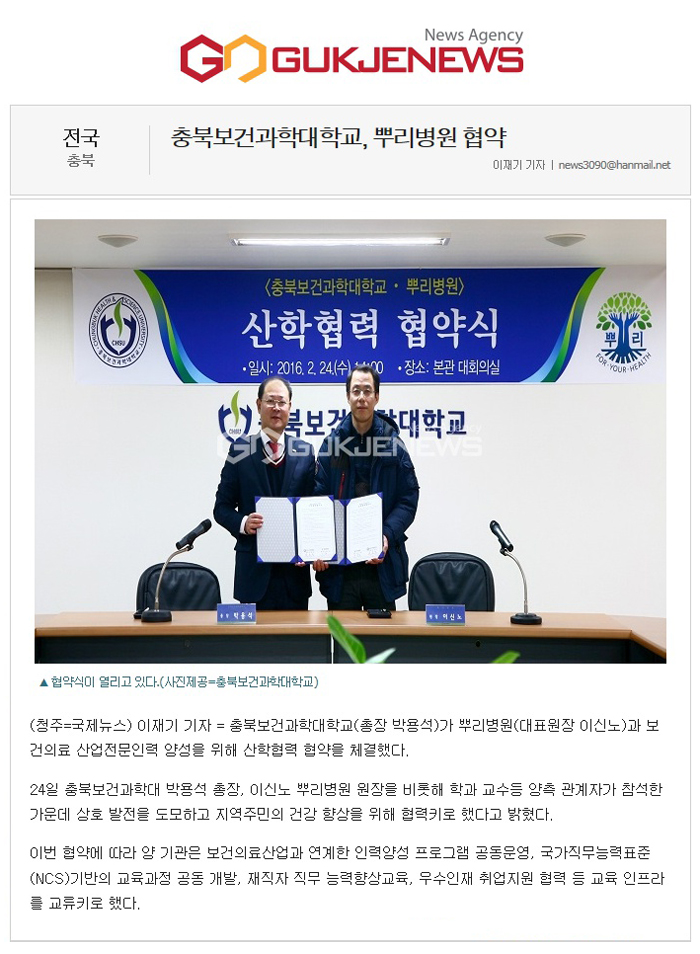 News Agency
GUKJENEWS
전국
충북
충북보건과학대학교, 뿌리병원 협약
이재기 기자 | news3090@hanmail.net
<충북보건과학대학교 · 뿌리병원>
산학협력 협약식
•일시: 2016. 2. 24.(수) •장소: 본관 대회의실
CHUNGBUK HEALTH & SCIENCE UNIVERSITY
CHSU
충북보건과학대학교
뿌리
FOR·YOUR·HEALTH
충북보건과학대학교
GUKJENEWS
총장 박용석
이신노
▲협약식이 열리고 있다.(사진제공=충북보건과학대학교)
(청주=국제뉴스) 이재기 기자 = 충북보건과학대학교(총장 박용석)가 뿌리병원(대표원장 이신노)과 보
건의료 산업전문인력 양성을 위해 산학협력 협약을 체결했다.
24일 충북보건과학대 박용석 총장, 이신노 뿌리병원 원장을 비롯해 학과 교수등 양측 관계자가 참석한
가운데 상호 발전을 도모하고 지역주민의 건강 향상을 위해 협력키로 했다고 밝혔다.
이번 협약에 따라 양 기관은 보건의료산업과 연계한 인력양성 프로그램 공동운영, 국가직무능력표준
(NCS)기반의 교육과정 공동 개발, 재직자 직무 능력향상교육, 우수인재 취업지원 협력 등 교육 인프라
를 교류키로 했다.